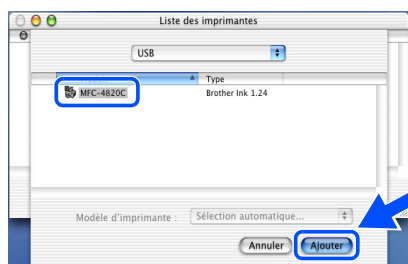 Liste des imprimantes
USB
Type
MFC-4820C Brother Ink 1.24
Modèle d'imprimante : Sélection automatique...
Annuler Ajouter